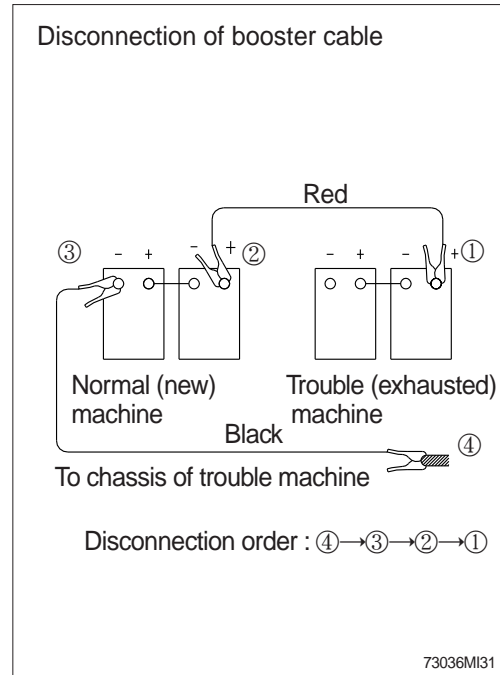 Disconnection of booster cable
Red
③ - + - + ② - + - + ①
Normal (new)
machine
Trouble (exhausted)
machine
Black
④
To chassis of trouble machine
Disconnection order : ④→③→②→①
73036MI31